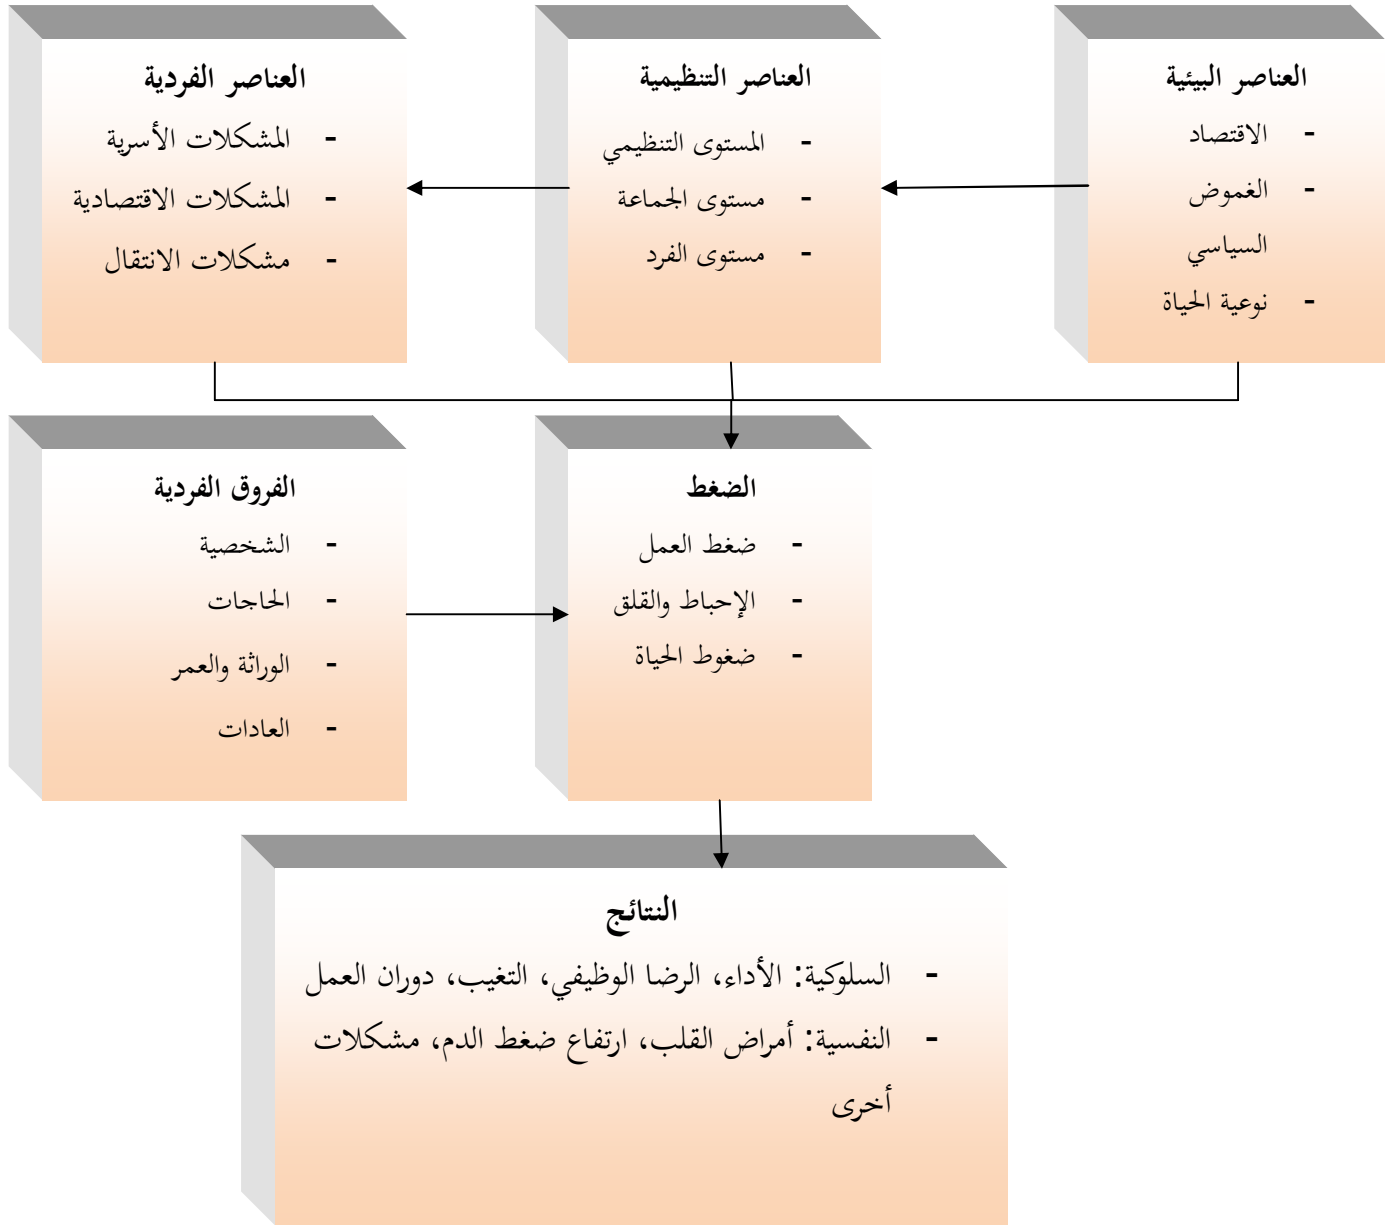 العناصر البيئية
- الاقتصاد
- الغموض
السياسي
- نوعية الحياة
العناصر التنظيمية
- المستوى التنظيمي
- مستوى الجماعة
- مستوى الفرد
العناصر الفردية
- المشكلات الأسرية
- المشكلات الاقتصادية
- مشكلات الانتقال
الضغط
- ضغط العمل
- الإحباط والقلق
- ضغوط الحياة
الفروق الفردية
- الشخصية
- الحاجات
- الوراثة والعمر
- العادات
النتائج
- السلوكية: الأداء، الرضا الوظيفي، التغيب، دوران العمل
- النفسية: أمراض القلب، ارتفاع ضغط الدم، مشكلات
أخرى